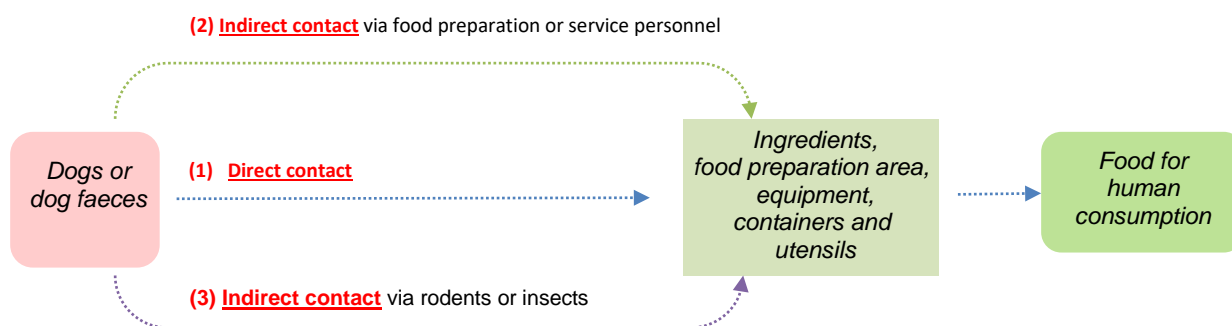 (2) Indirect contact via food preparation or service personnel
Dogs or
dog faeces
(1) Direct contact
Ingredients,
food preparation area,
equipment,
containers and
utensils
Food for
human
consumption
(3) Indirect contact via rodents or insects